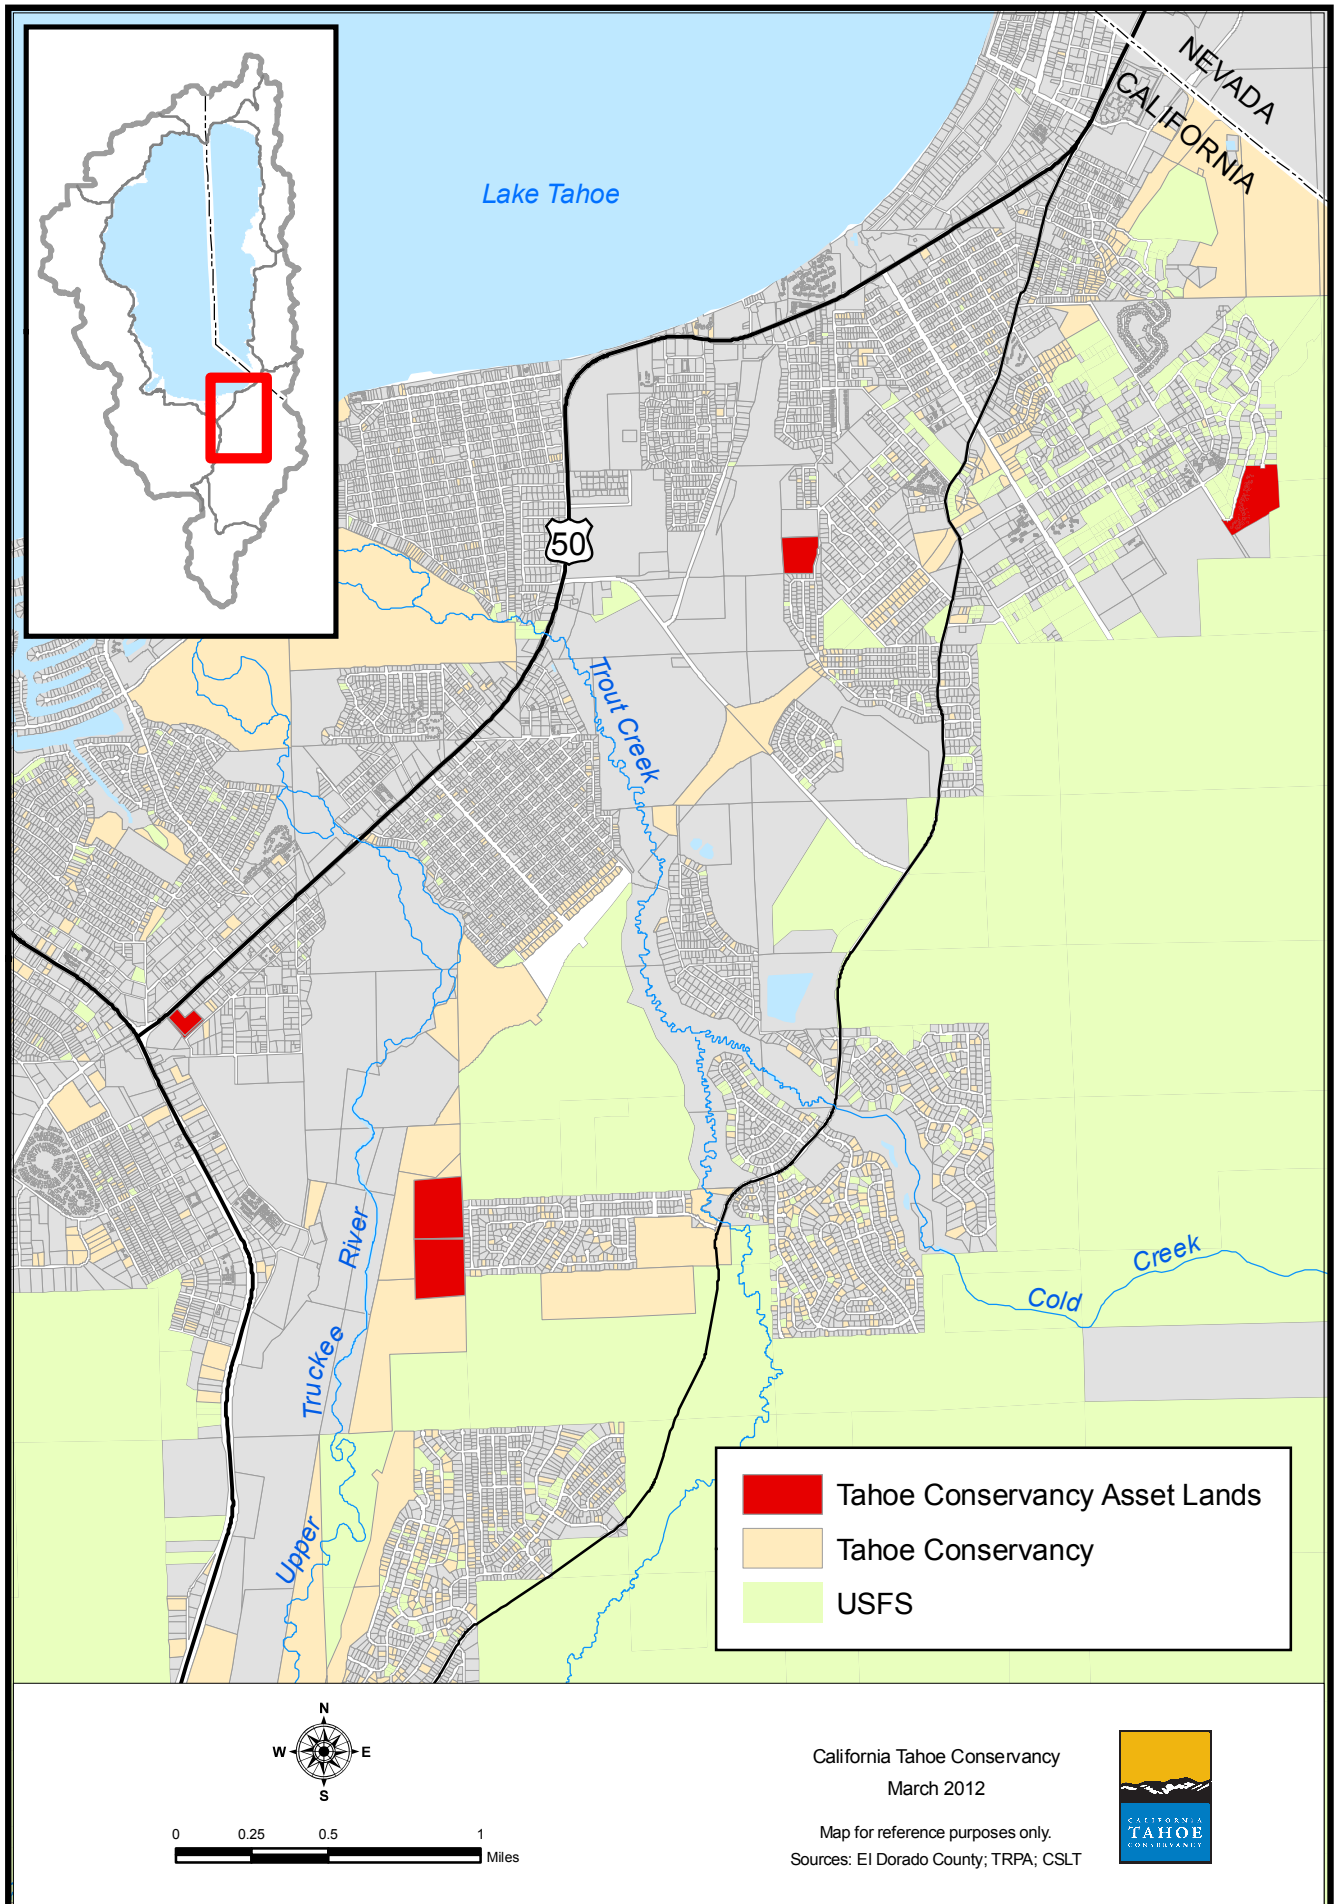 NEVADA
CALIFORNIA
Lake Tahoe
50
Trout Creek
Creek
Cold
River
Truckee
Upper
Tahoe Conservancy Asset Lands
Tahoe Conservancy
USFS
N
W E
S
0 0.25 0.5 1
Miles
California Tahoe Conservancy
March 2012
Map for reference purposes only.
Sources: El Dorado County; TRPA; CSLT
CALIFORNIA
TAHOE
CONSERVANCY